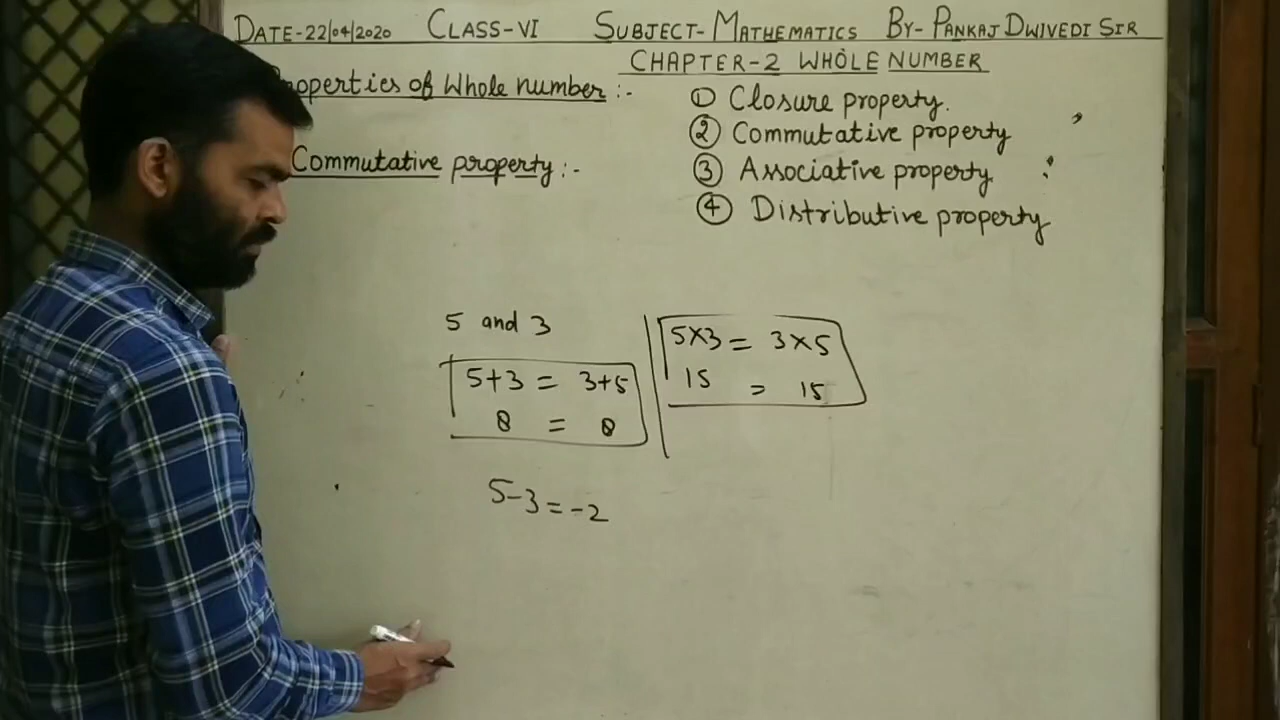 DATE-22/04/2020 CLASS-VI SUBJECT-MATHEMATICS BY-PANKAJ DWIVEDI SIR
CHAPTER-2 WHOLE NUMBER
operties of Whole number :-
① Closure property.
② Commutative property
Commutative property :-
③ Associative property
④ Distributive property
5 and 3
5+3 = 3+5
8 = 8
5×3 = 3×5
15 = 15
5-3=-2